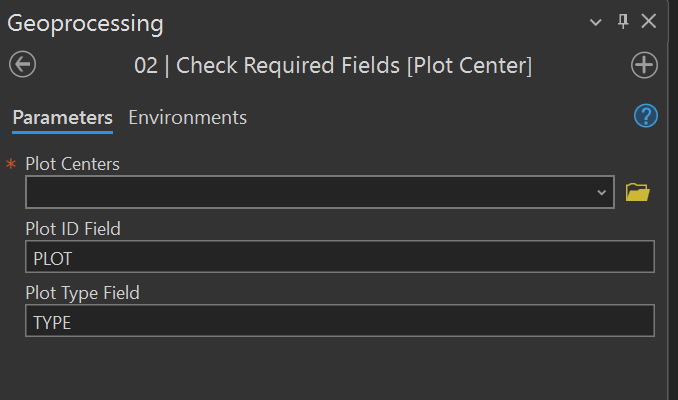 Geoprocessing
02 | Check Required Fields [Plot Center]
Parameters Environments
* Plot Centers
Plot ID Field
PLOT
Plot Type Field
TYPE